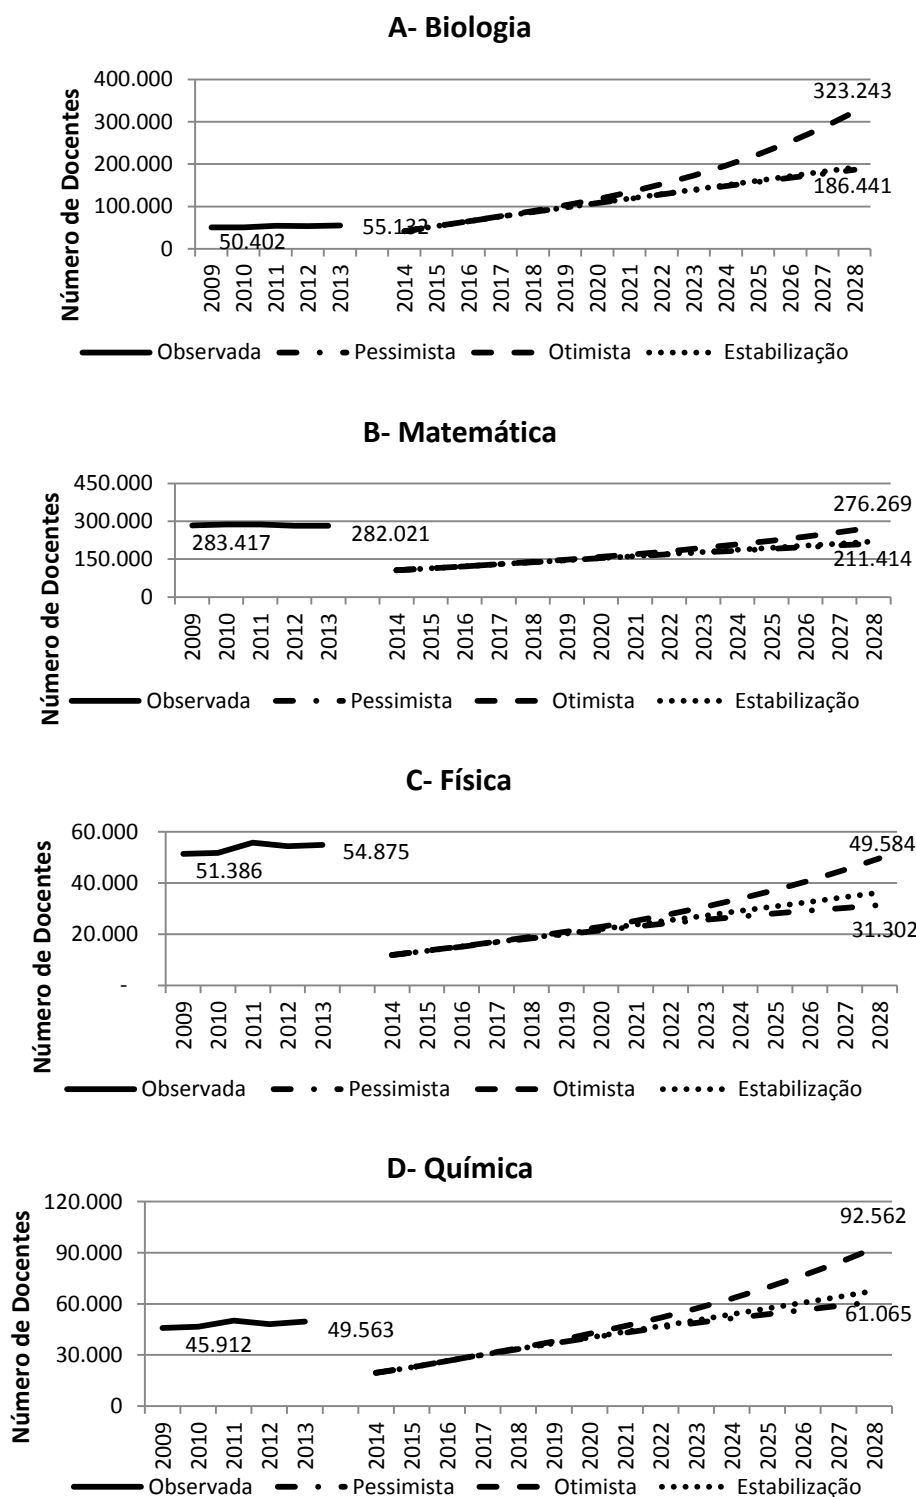 A- Biologia
Número de Docentes
400.000
300.000
200.000
100.000
0
323.243
186.441
50.402
55.132
2009 2010 2011 2012 2013 2014 2015 2016 2017 2018 2019 2020 2021 2022 2023 2024 2025 2026 2027 2028
Observada Pessimista Otimista Estabilização
B- Matemática
Número de Docentes
450.000
300.000
150.000
0
276.269
283.417
282.021
211.414
2009 2010 2011 2012 2013 2014 2015 2016 2017 2018 2019 2020 2021 2022 2023 2024 2025 2026 2027 2028
Observada Pessimista Otimista Estabilização
C- Física
Número de Docentes
60.000
40.000
20.000
-
49.584
51.386
54.875
31.302
2009 2010 2011 2012 2013 2014 2015 2016 2017 2018 2019 2020 2021 2022 2023 2024 2025 2026 2027 2028
Observada Pessimista Otimista Estabilização
D- Química
Número de Docentes
120.000
90.000
60.000
30.000
0
92.562
45.912
49.563
61.065
2009 2010 2011 2012 2013 2014 2015 2016 2017 2018 2019 2020 2021 2022 2023 2024 2025 2026 2027 2028
Observada Pessimista Otimista Estabilização